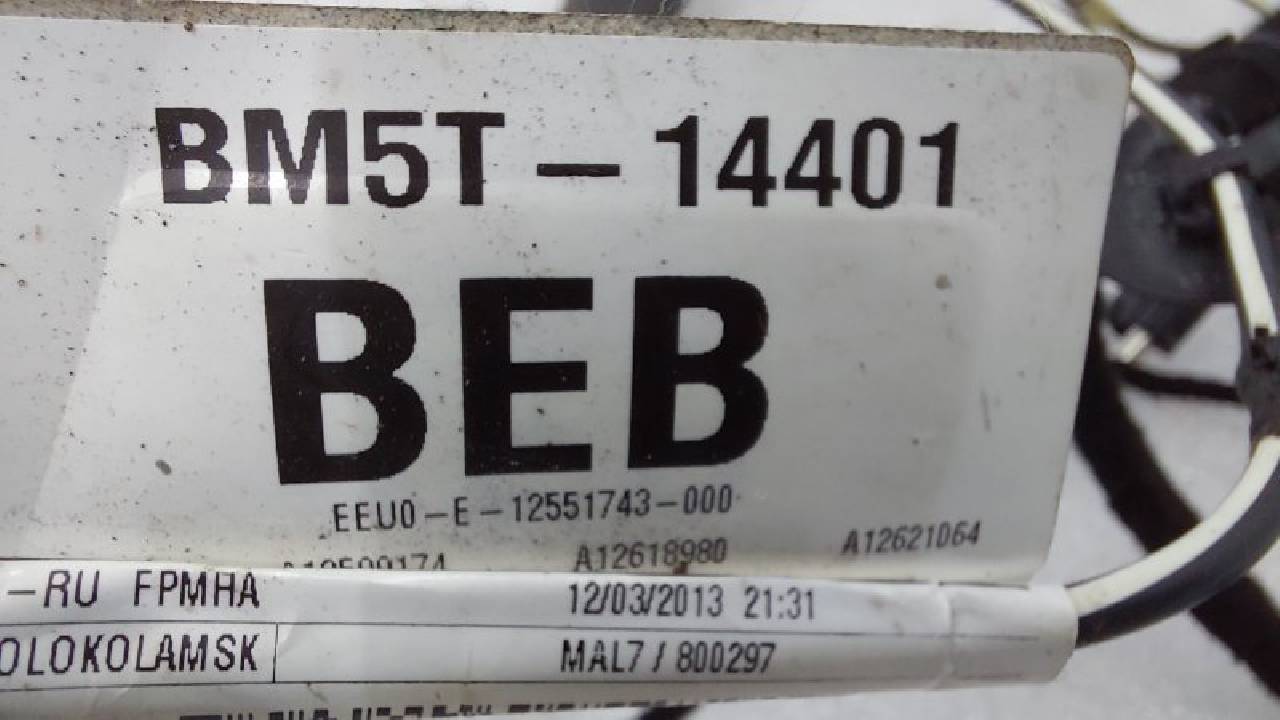 BM5T-14401
BEB
EEU0-E-12551743-000
A12618980 A12621064
-RU FPMHA 12/03/2013 21:31
OLOKOLAMSK MAL7/800297